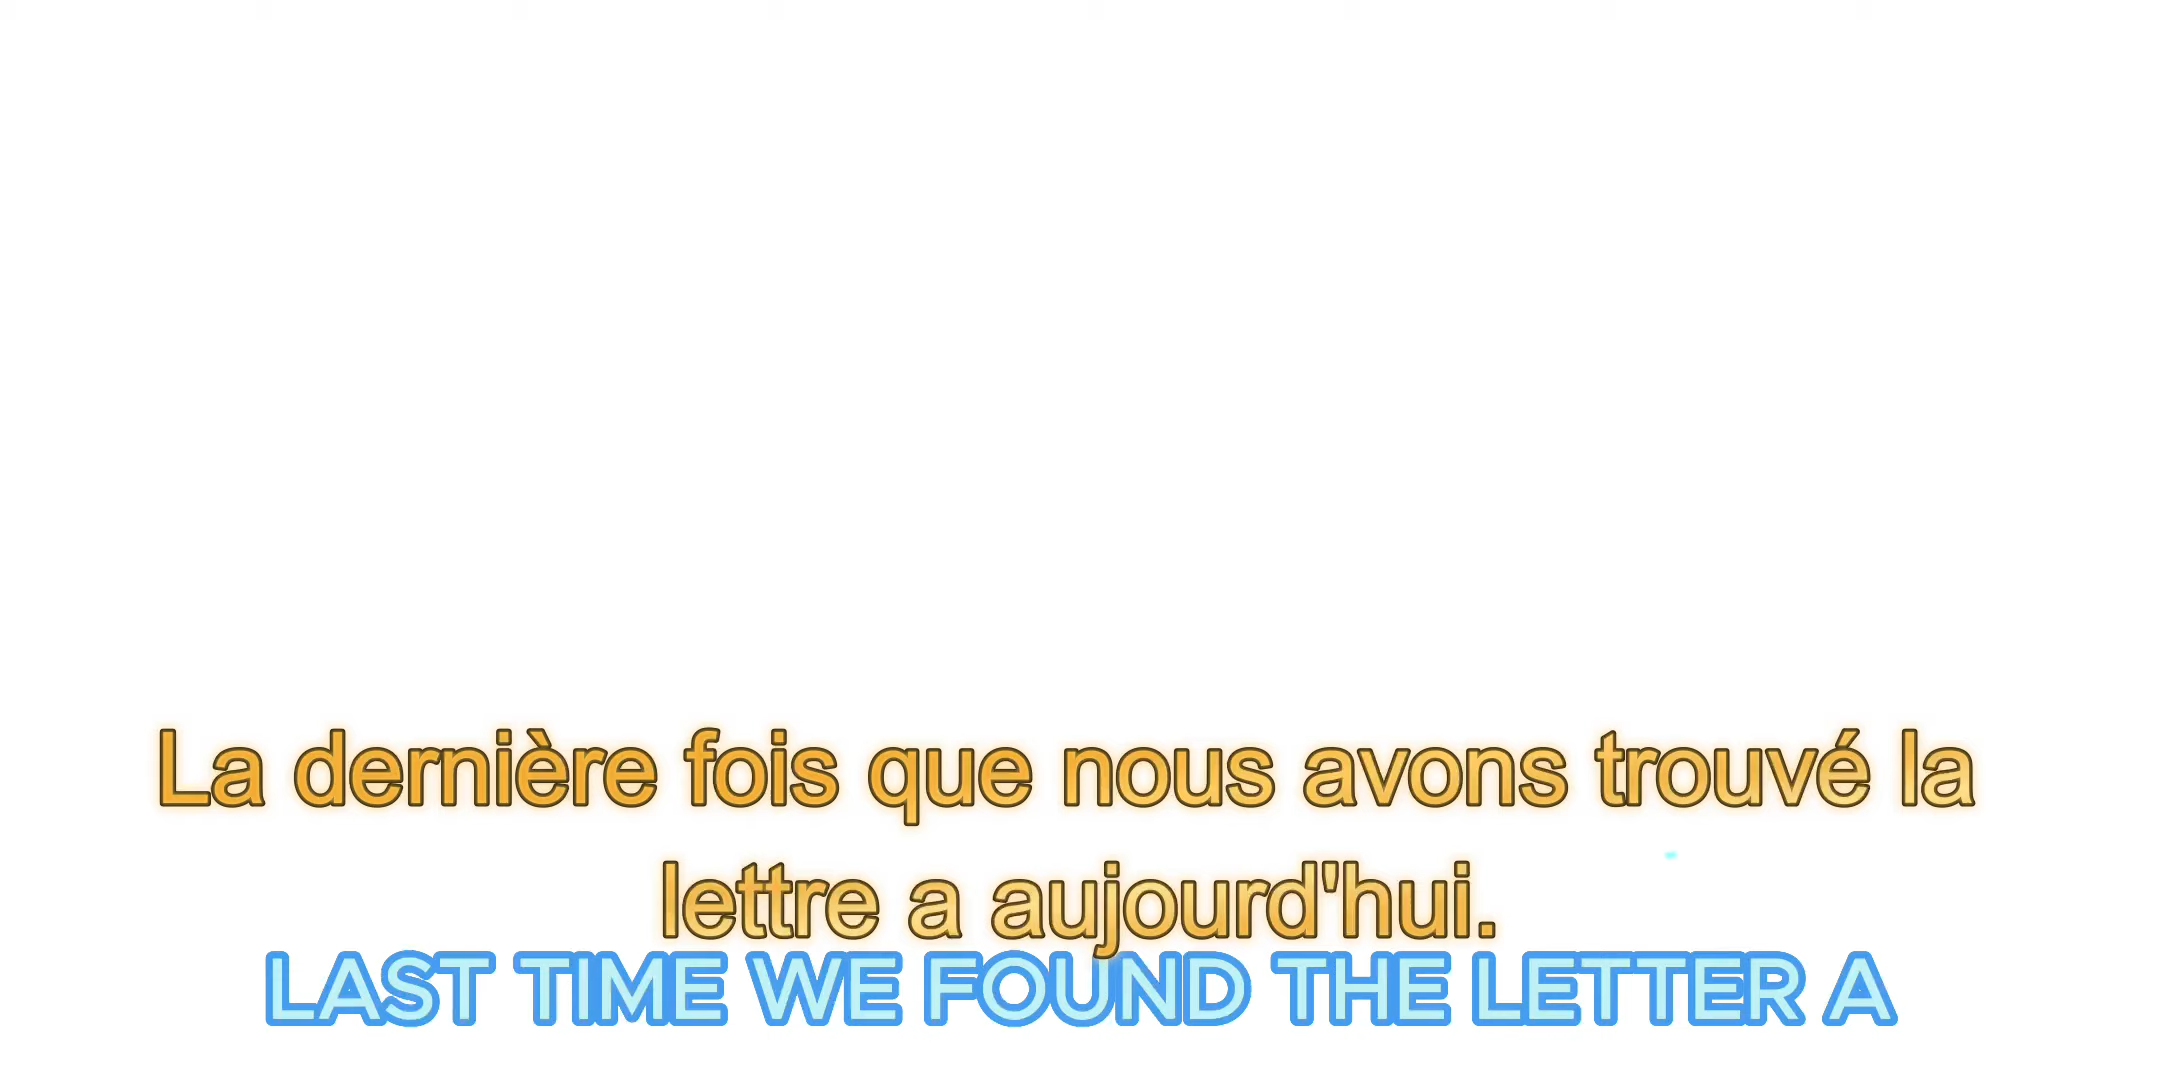 La dernière fois que nous avons trouvé la
lettre a aujourd'hui.
LAST TIME WE FOUND THE LETTER A